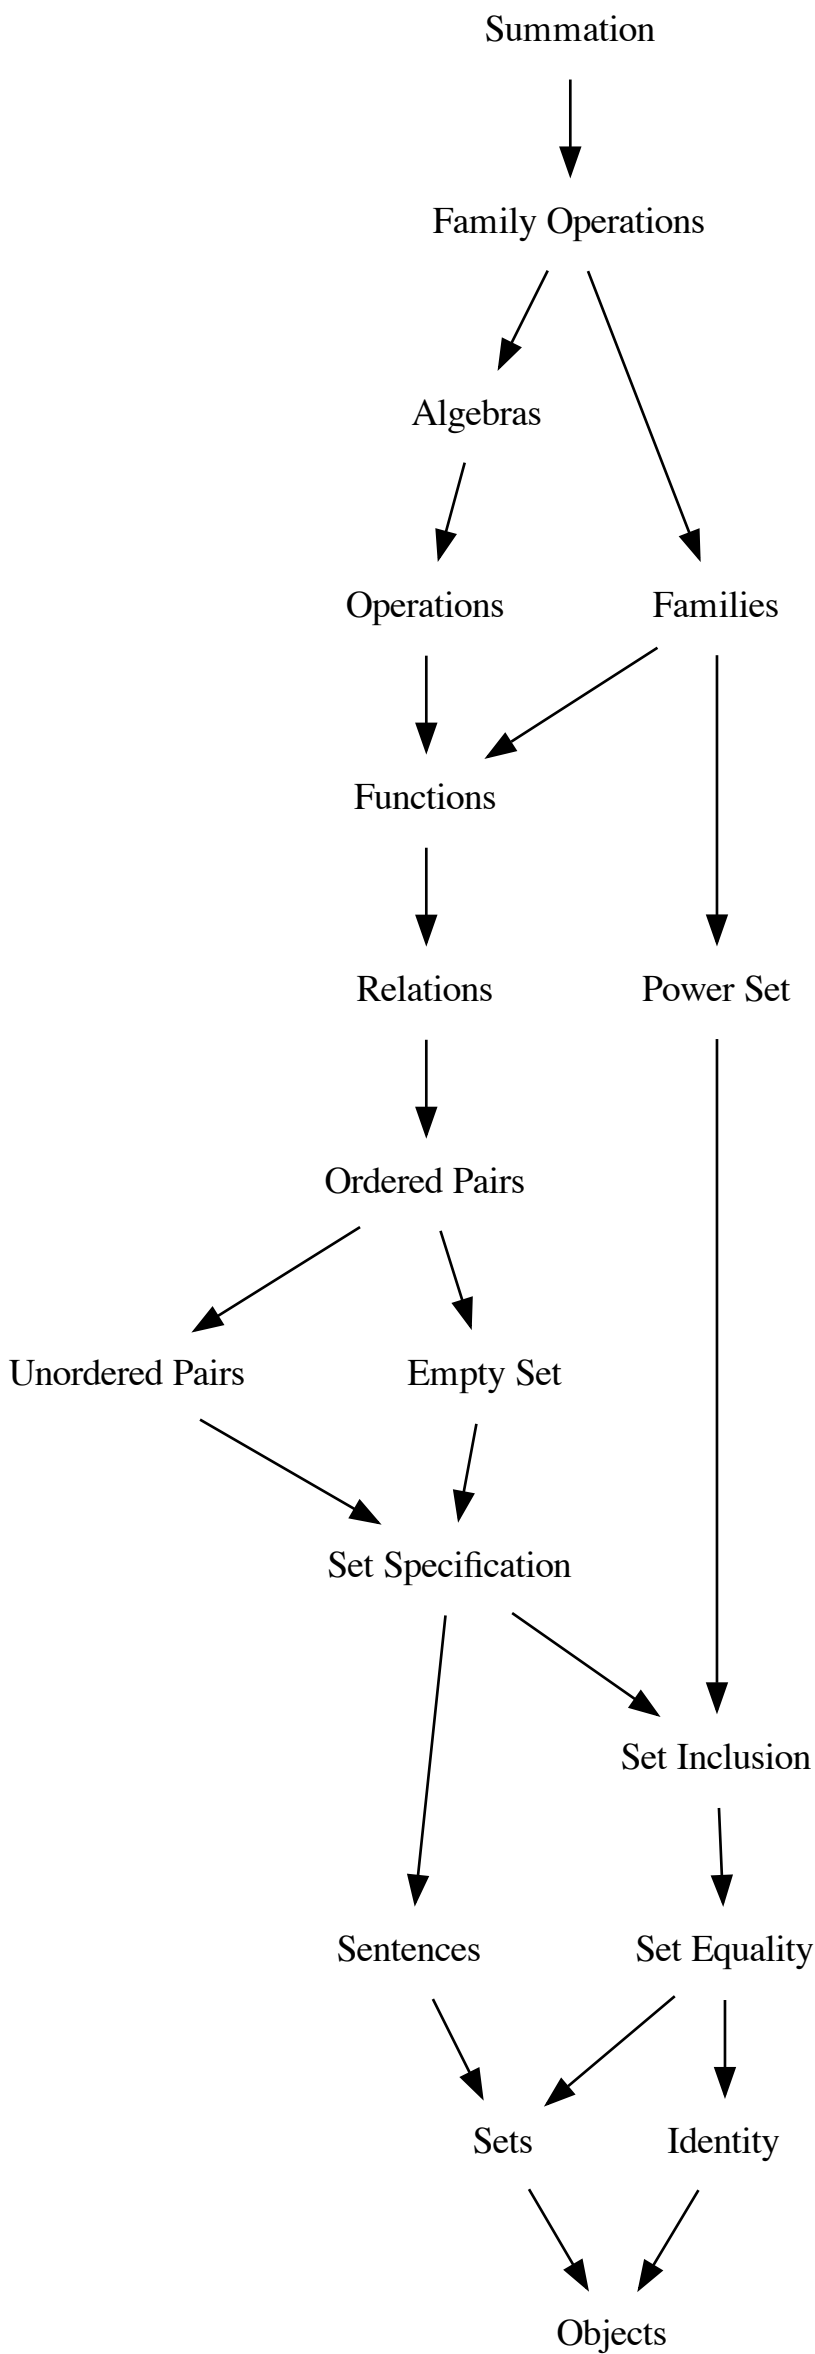 Summation
Family Operations
Algebras
Operations
Families
Functions
Relations
Power Set
Ordered Pairs
Unordered Pairs
Empty Set
Set Specification
Set Inclusion
Sentences
Set Equality
Sets
Identity
Objects